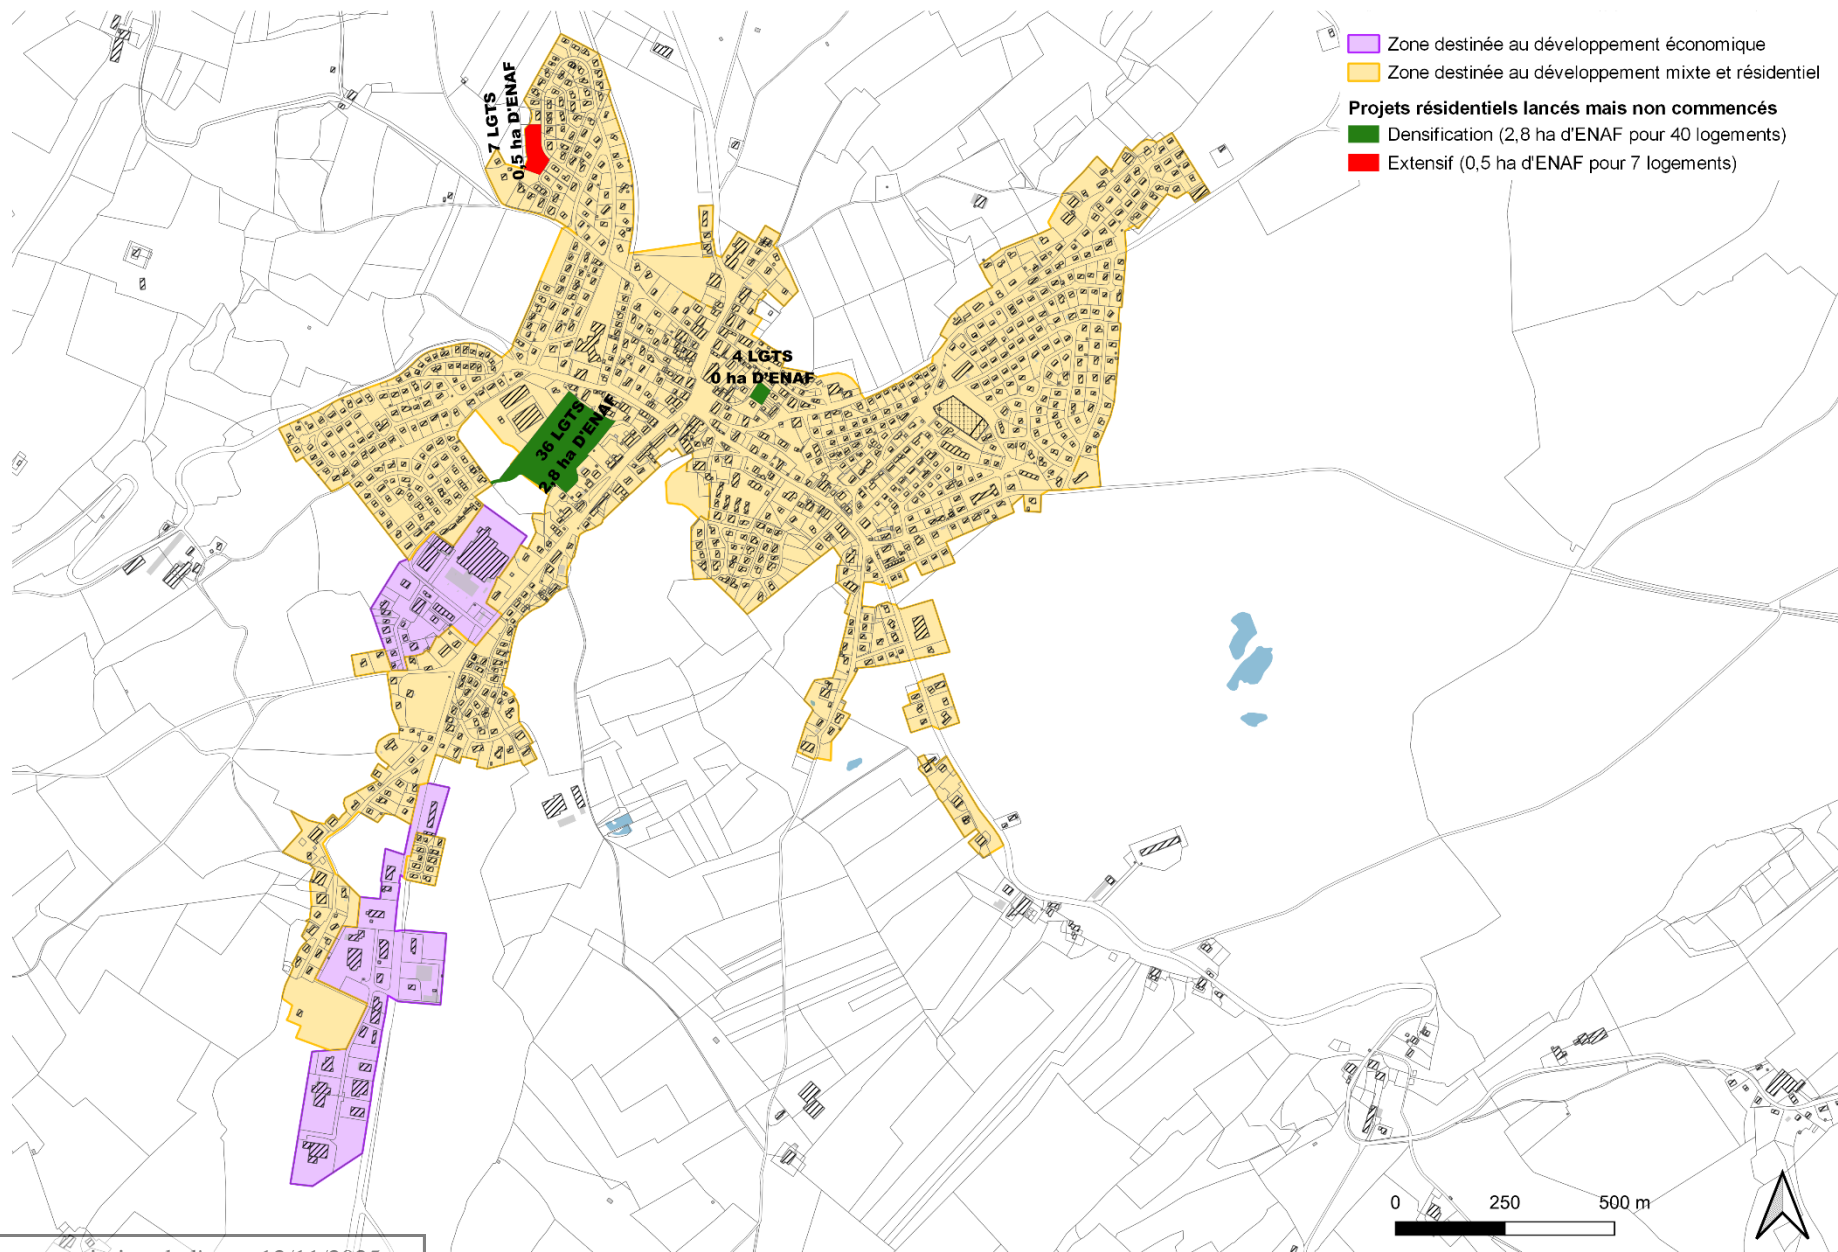 Zone destinée au développement économique
Zone destinée au développement mixte et résidentiel
Projets résidentiels lancés mais non commencés
Densification (2,8 ha d'ENAF pour 40 logements)
Extensif (0,5 ha d'ENAF pour 7 logements)
7 LGTS
0,5 ha D'ENAF
4 LGTS
0 ha D'ENAF
36 LGTS
2,8 ha D'ENAF
0 250 500 m